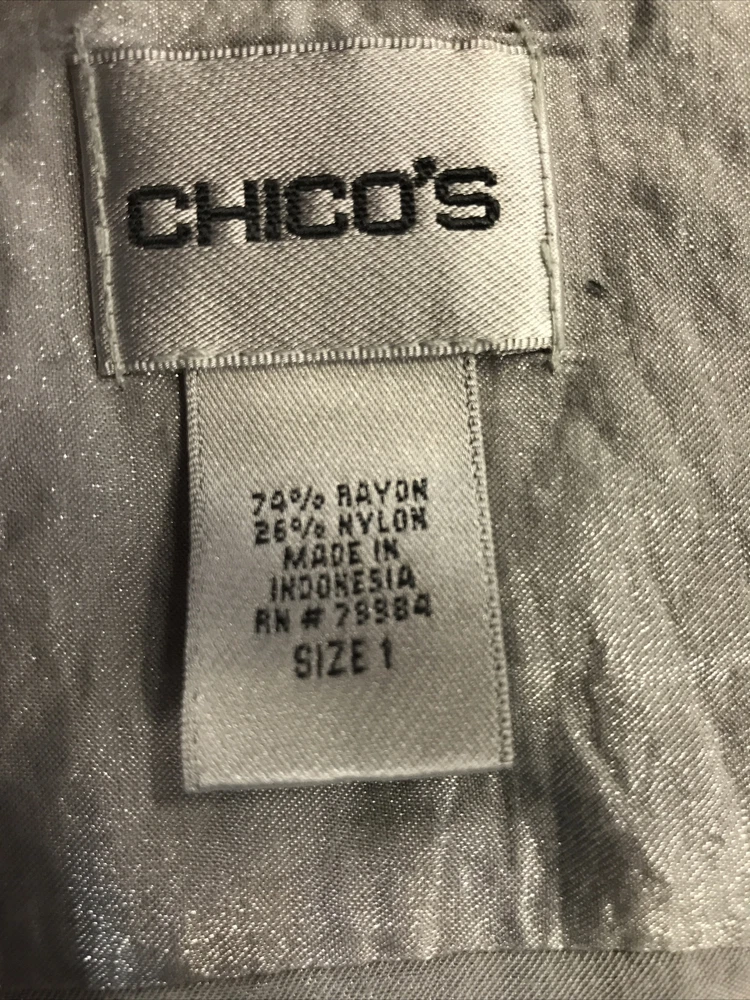 CHICO'S
74% RAYON
26% NYLON
MADE IN
INDONESIA
RN # 79984
SIZE 1